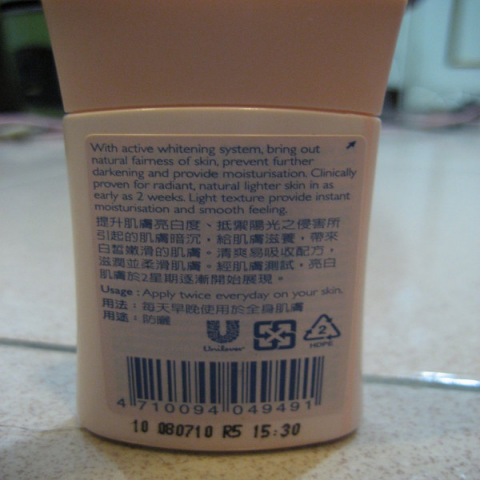 With active whitening system, bring out
natural fairness of skin, prevent further
darkening and provide moisturisation. Clinically
proven for radiant, natural lighter skin in as
early as 2 weeks. Light texture provide instant
moisturisation and smooth feeling.
提升肌膚亮白度、抵禦陽光之侵害所
引起的肌膚暗沉，給肌膚滋養，帶來
白皙嫩滑的肌膚。清爽易吸收配方，
滋潤並柔滑肌膚。經肌膚測試，亮白
肌膚於2星期逐漸開始展現。
Usage : Apply twice everyday on your skin.
用法：每天早晚使用於全身肌膚
用途：防曬
Unilever
2
HDPE
4 710094 049491
10 080710 R5 15:30